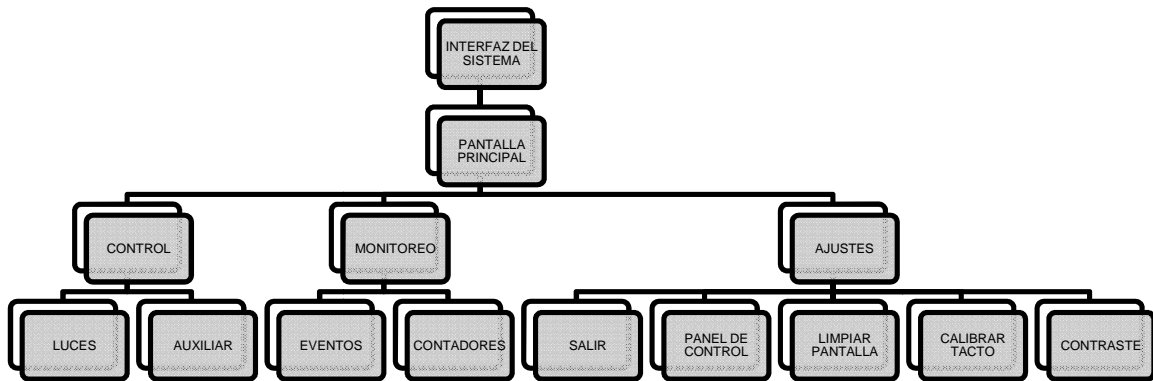 INTERFAZ DEL
SISTEMA
PANTALLA
PRINCIPAL
CONTROL
MONITOREO
AJUSTES
LUCES
AUXILIAR
EVENTOS
CONTADORES
SALIR
PANEL DE
CONTROL
LIMPIAR
PANTALLA
CALIBRAR
TACTO
CONTRASTE